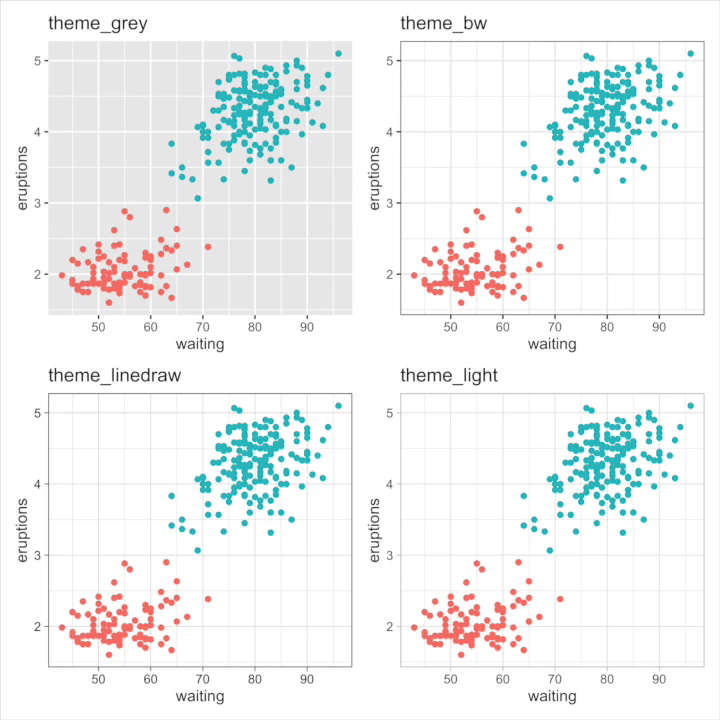 theme_grey
eruptions
5
4
3
2
50 60 70 80 90
waiting
theme_bw
eruptions
5
4
3
2
50 60 70 80 90
waiting
theme_linedraw
eruptions
5
4
3
2
50 60 70 80 90
waiting
theme_light
eruptions
5
4
3
2
50 60 70 80 90
waiting